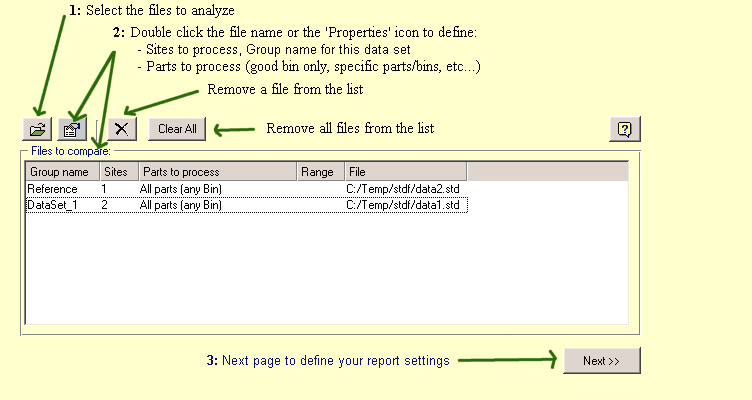 1: Select the files to analyze
2: Double click the file name or the 'Properties' icon to define:
- Sites to process, Group name for this data set
- Parts to process (good bin only, specific parts/bins, etc...)
Remove a file from the list
Clear All
Remove all files from the list
Files to compare:
Group name Sites Parts to process Range File
Reference 1 All parts (any Bin) C:/Temp/stdf/data2.std
DataSet_1 2 All parts (any Bin) C:/Temp/stdf/data1.std
3: Next page to define your report settings
Next >>